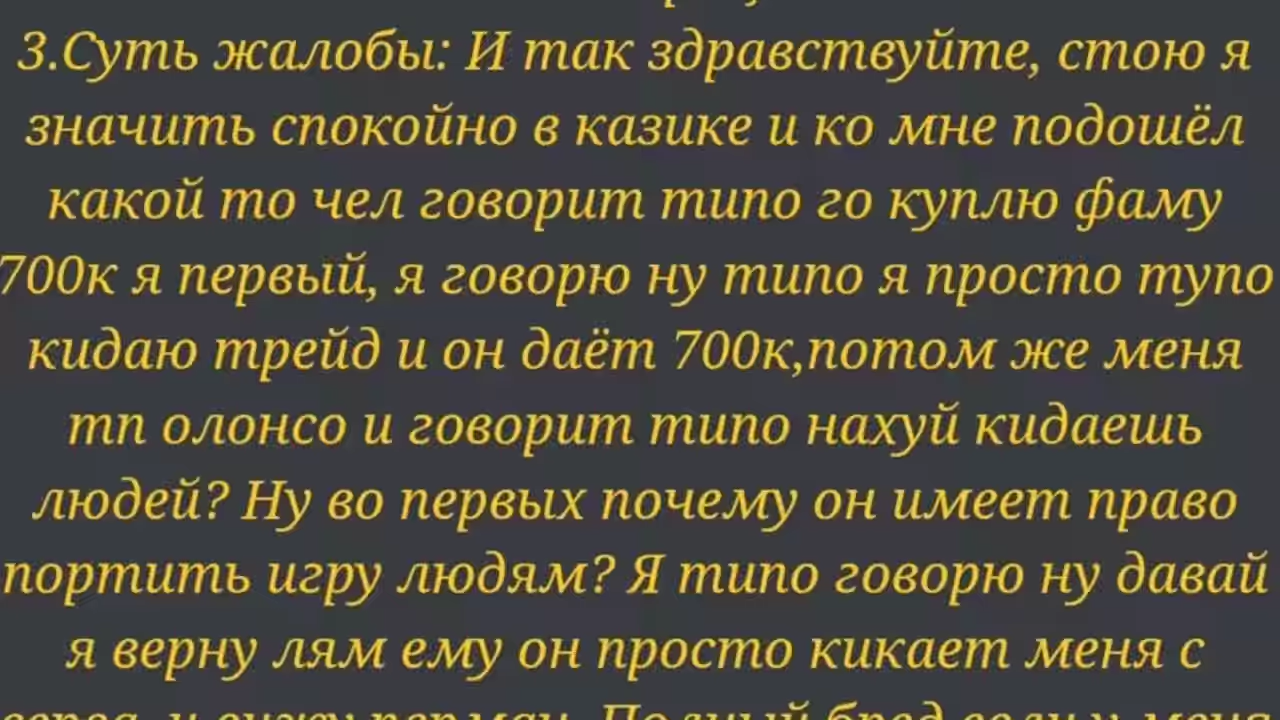 3.Суть жалобы: И так здравствуйте, стою я
значить спокойно в казике и ко мне подошёл
какой то чел говорит типо го куплю фаму
700к я первый, я говорю ну типо я просто тупо
кидаю трейд и он даёт 700к,потом же меня
тп олонсо и говорит типо нахуй кидаешь
людей? Ну во первых почему он имеет право
портить игру людям? Я типо говорю ну давай
я верну лям ему он просто кикает меня с